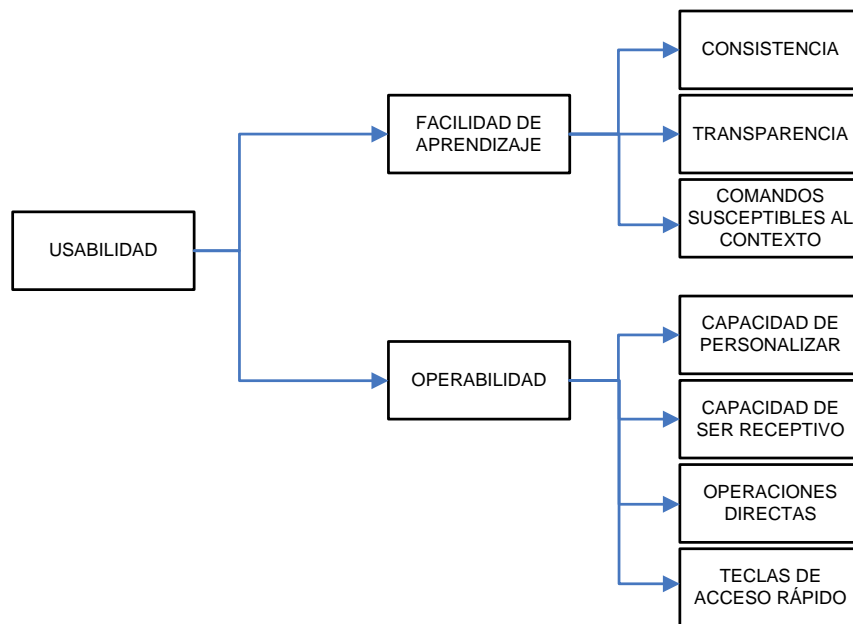 USABILIDAD
FACILIDAD DE
APRENDIZAJE
CONSISTENCIA
TRANSPARENCIA
COMANDOS
SUSCEPTIBLES AL
CONTEXTO
OPERABILIDAD
CAPACIDAD DE
PERSONALIZAR
CAPACIDAD DE
SER RECEPTIVO
OPERACIONES
DIRECTAS
TECLAS DE
ACCESO RÁPIDO